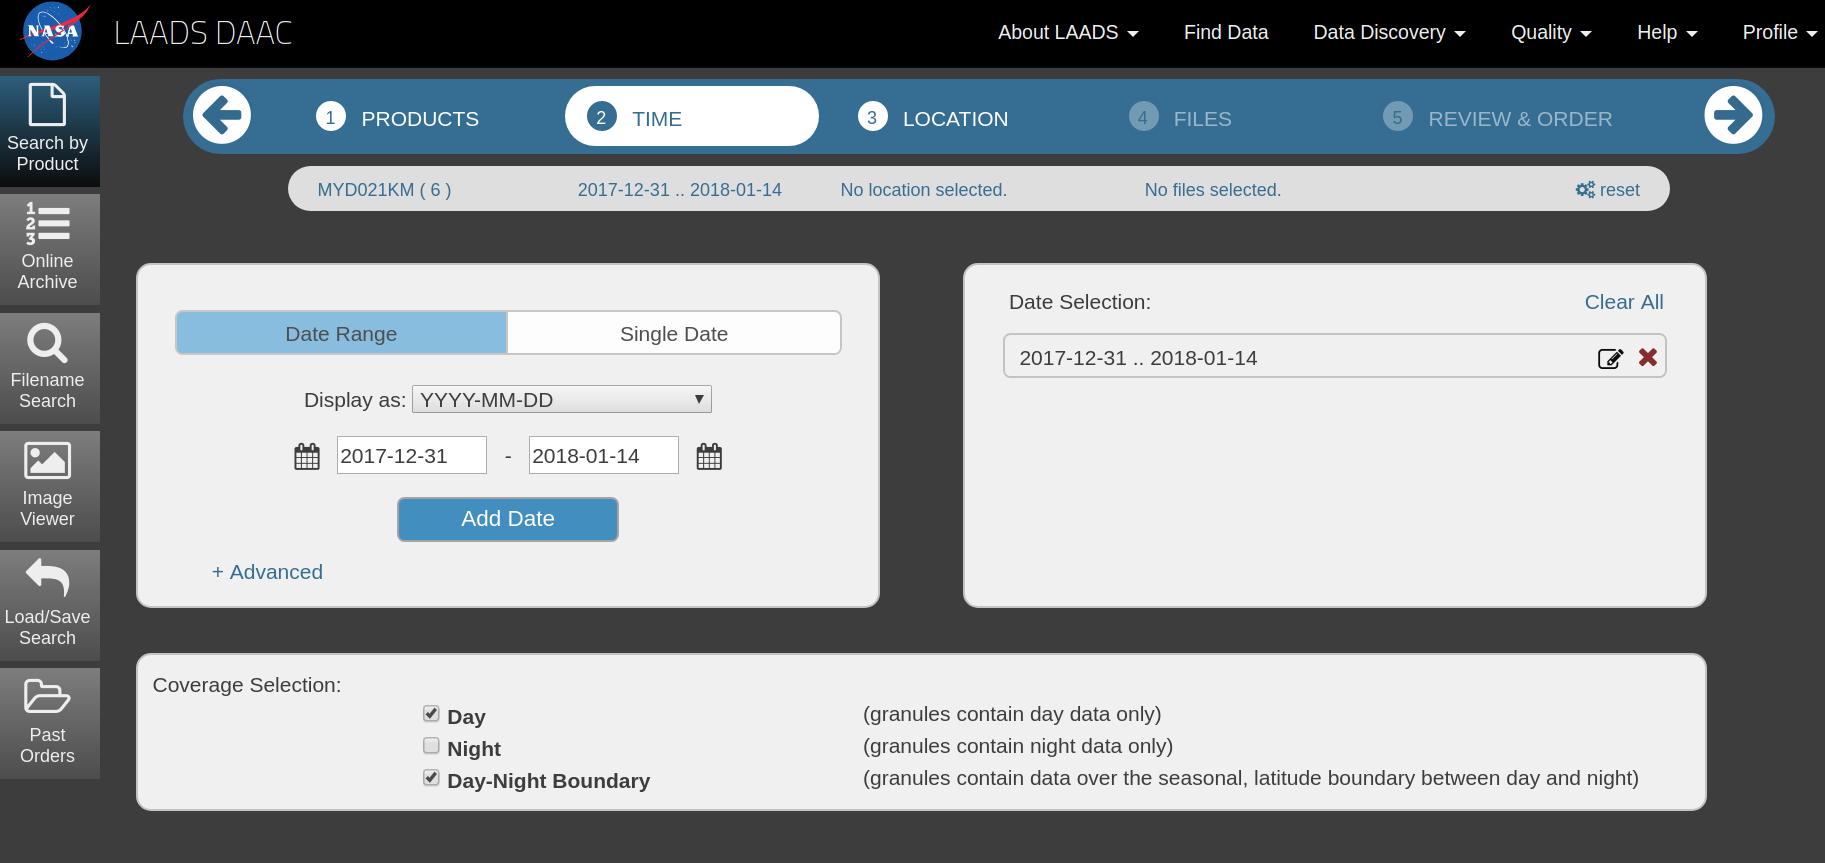 NASA
LAADS DAAC
About LAADS
Find Data
Data Discovery
Quality
Help
Profile
Search by
Product
1
2
3
Online
Archive
Filename
Search
Image
Viewer
Load/Save
Search
Past
Orders
1 PRODUCTS
2 TIME
3 LOCATION
4 FILES
5 REVIEW & ORDER
MYD021KM ( 6 )
2017-12-31 .. 2018-01-14
No location selected.
No files selected.
reset
Date Range
Single Date
Display as: YYYY-MM-DD
2017-12-31 - 2018-01-14
Add Date
+ Advanced
Date Selection:
Clear All
2017-12-31 .. 2018-01-14
Coverage Selection:
Day (granules contain day data only)
Night (granules contain night data only)
Day-Night Boundary (granules contain data over the seasonal, latitude boundary between day and night)